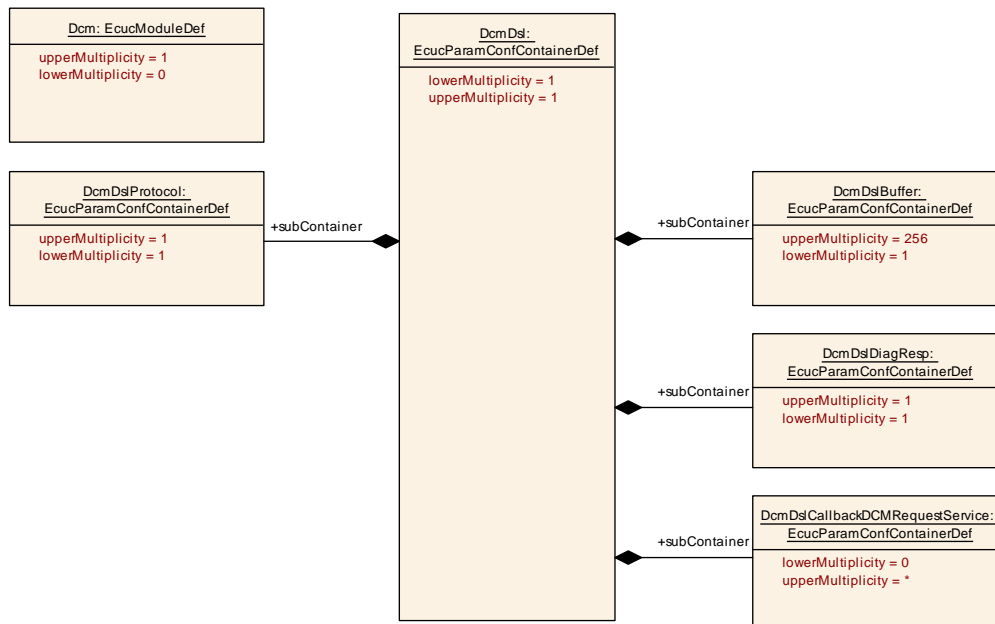 Dcm: EcucModuleDef
upperMultiplicity = 1
lowerMultiplicity = 0
DcmDsl:
EcucParamConfContainerDef
lowerMultiplicity = 1
upperMultiplicity = 1
DcmDslProtocol:
EcucParamConfContainerDef
upperMultiplicity = 1
lowerMultiplicity = 1
+subContainer
+subContainer
DcmDslBuffer:
EcucParamConfContainerDef
upperMultiplicity = 256
lowerMultiplicity = 1
+subContainer
DcmDslDiagResp:
EcucParamConfContainerDef
upperMultiplicity = 1
lowerMultiplicity = 1
+subContainer
DcmDslCallbackDCMRequestService:
EcucParamConfContainerDef
lowerMultiplicity = 0
upperMultiplicity = *